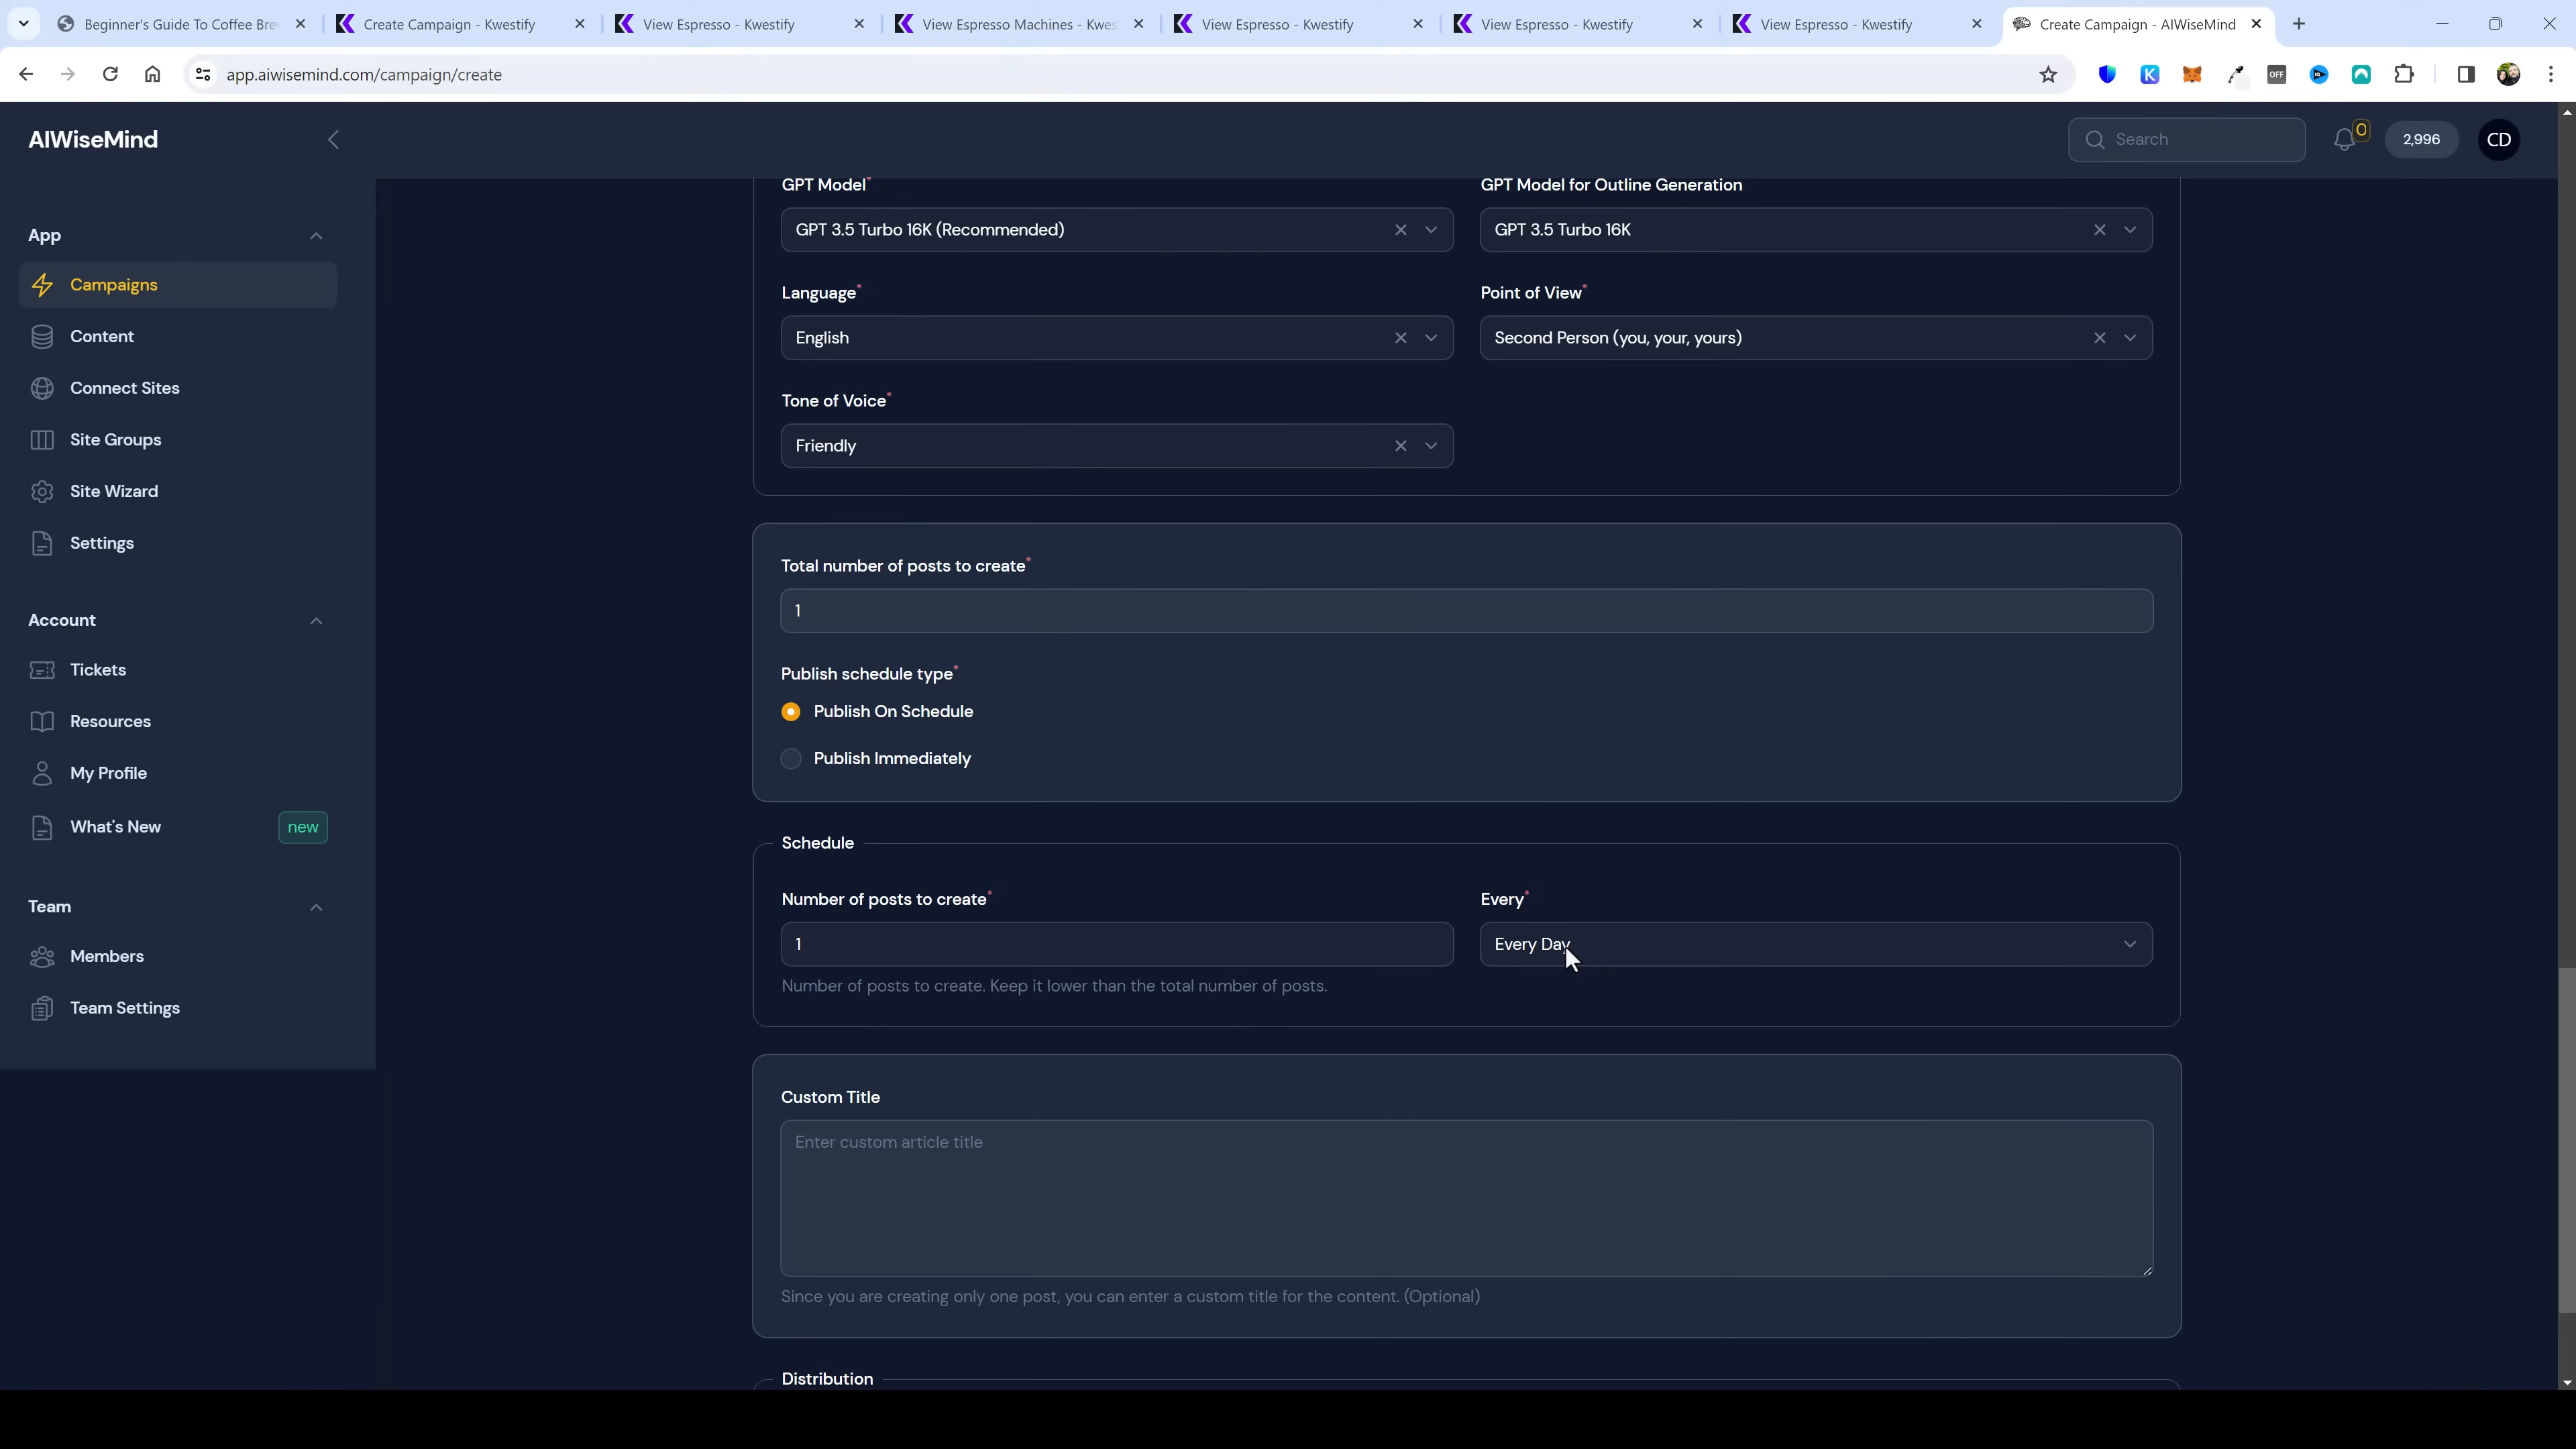 Beginner's Guide To Coffee Bre
Create Campaign - Kwestify
View Espresso - Kwestify
View Espresso Machines - Kwes
View Espresso - Kwestify
View Espresso - Kwestify
View Espresso - Kwestify
Create Campaign - AIWiseMind
app.aiwisemind.com/campaign/create
K
OFF
IQ
AIWiseMind
Search
0
2,996
CD
App
Campaigns
Content
Connect Sites
Site Groups
Site Wizard
Settings
Account
Tickets
Resources
My Profile
What's New
new
Team
Members
Team Settings
GPT Model*
GPT Model for Outline Generation
GPT 3.5 Turbo 16K (Recommended)
GPT 3.5 Turbo 16K
Language*
Point of View*
English
Second Person (you, your, yours)
Tone of Voice*
Friendly
Total number of posts to create*
1
Publish schedule type*
Publish On Schedule
Publish Immediately
Schedule
Number of posts to create*
Every*
1
Every Day
Number of posts to create. Keep it lower than the total number of posts.
Custom Title
Enter custom article title
Since you are creating only one post, you can enter a custom title for the content. (Optional)
Distribution